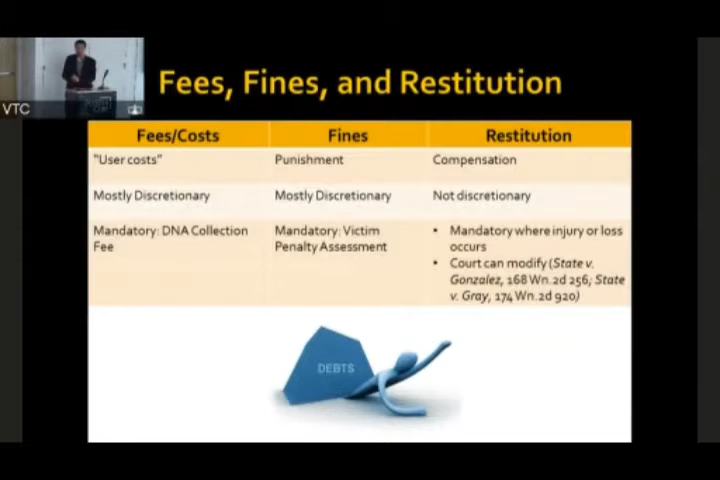 VTC
Fees, Fines, and Restitution
Fees/Costs
Fines
Restitution
"User costs"
Punishment
Compensation
Mostly Discretionary
Mostly Discretionary
Not discretionary
Mandatory: DNA Collection
Fee
Mandatory: Victim
Penalty Assessment
• Mandatory where injury or loss
occurs
• Court can modify (State v.
Gonzalez, 168 Wn.2d 256; State
v. Gray, 174 Wn.2d 920)
DEBTS